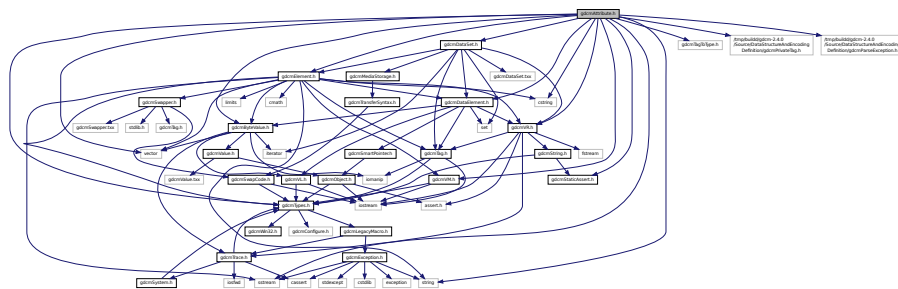 gdcmAttribute.h
gdcmDataSet.h
gdcmTagToType.h
/tmp/buildd/gdcm-2.4.0
/Source/DataStructureAndEncoding
Definition/gdcmPrivateTag.h
/tmp/buildd/gdcm-2.4.0
/Source/DataStructureAndEncoding
Definition/gdcmParseException.h
gdcmElement.h
gdcmMediaStorage.h
gdcmDataSet.txx
gdcmSwapper.h
limits
cmath
gdcmTransferSyntax.h
gdcmDataElement.h
cstring
gdcmSwapper.txx
stdlib.h
gdcmTag.h
gdcmByteValue.h
set
gdcmVR.h
vector
gdcmValue.h
iterator
gdcmSmartPointer.h
gdcmTag.h
gdcmString.h
fstream
gdcmValue.txx
gdcmSwapCode.h
gdcmVL.h
gdcmObject.h
iomanip
gdcmVM.h
gdcmStaticAssert.h
gdcmTypes.h
iostream
assert.h
gdcmWin32.h
gdcmConfigure.h
gdcmLegacyMacro.h
gdcmTrace.h
gdcmException.h
gdcmSystem.h
iosfwd
sstream
cassert
stdexcept
cstdlib
exception
string